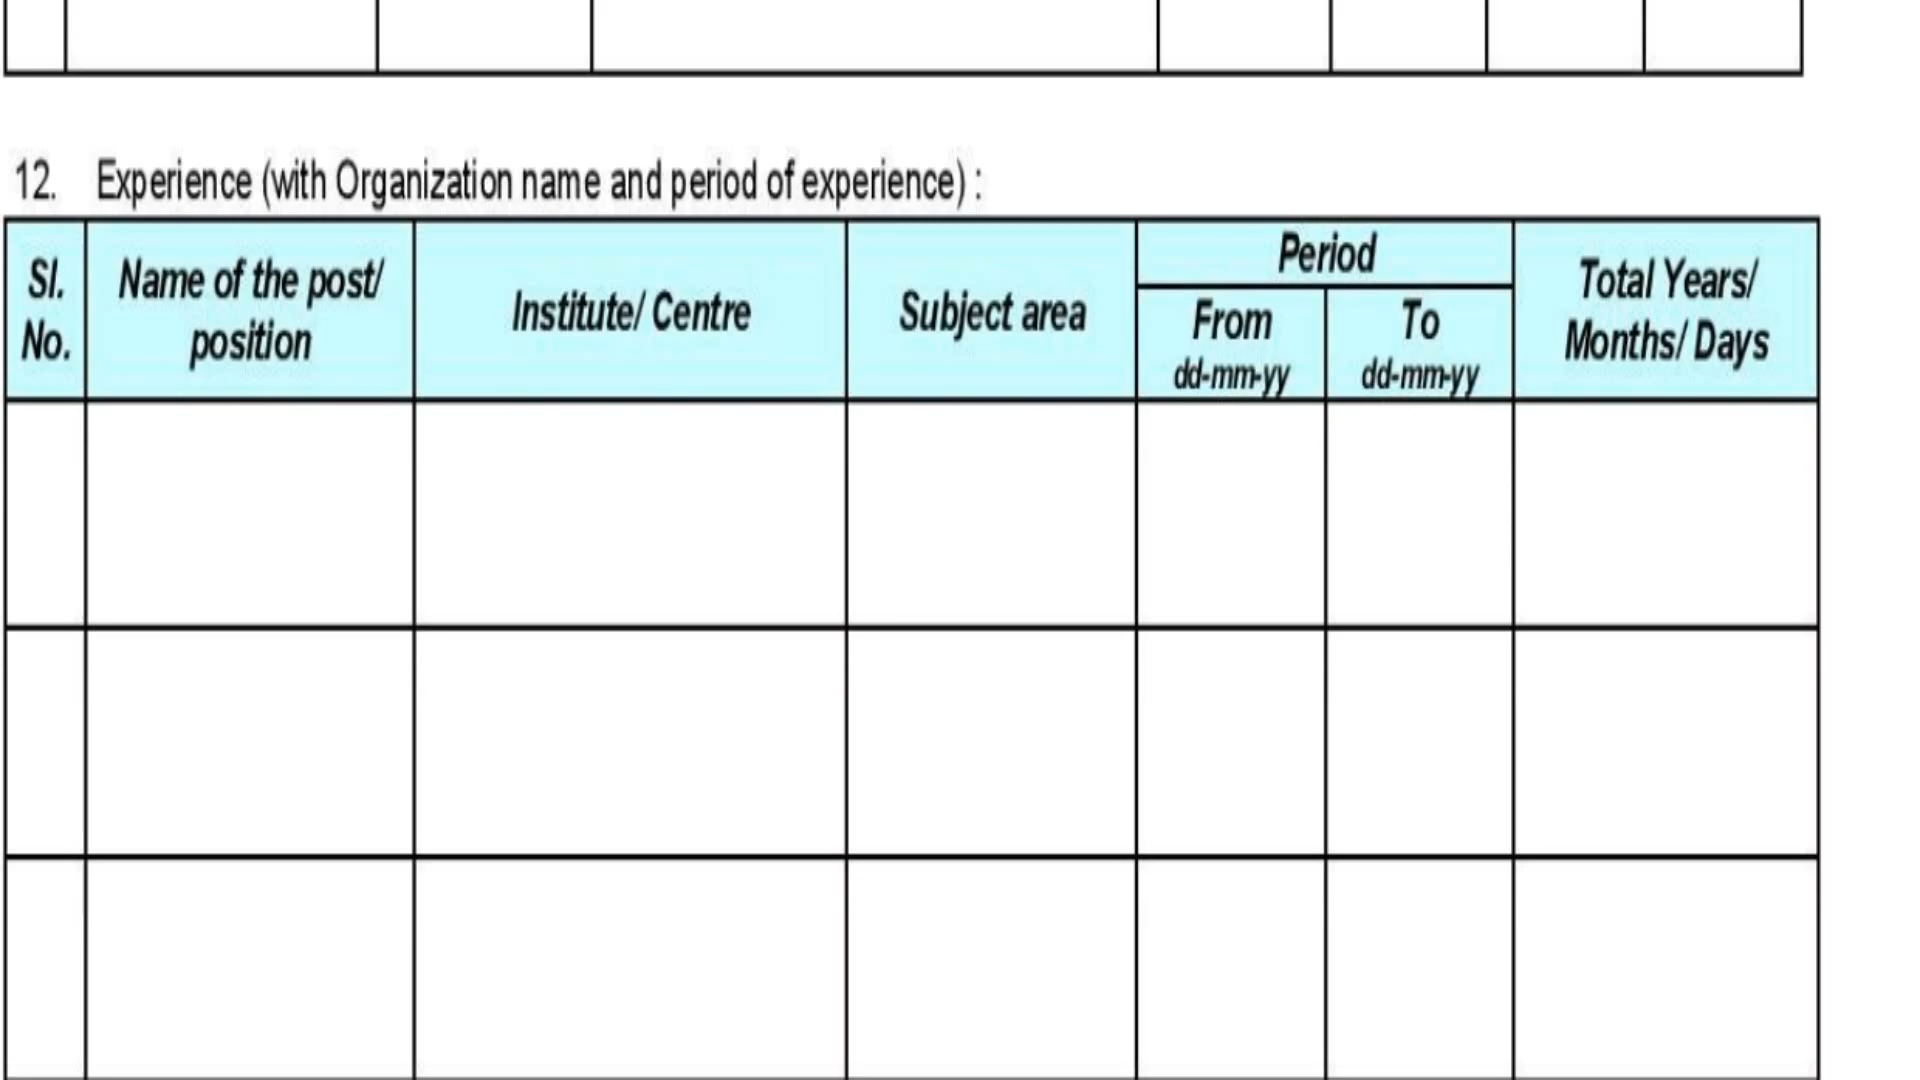 12. Experience (with Organization name and period of experience) :
Sl.
No.
Name of the post/
position
Institute/ Centre
Subject area
Period
From
dd-mm-yy
To
dd-mm-yy
Total Years/
Months/ Days